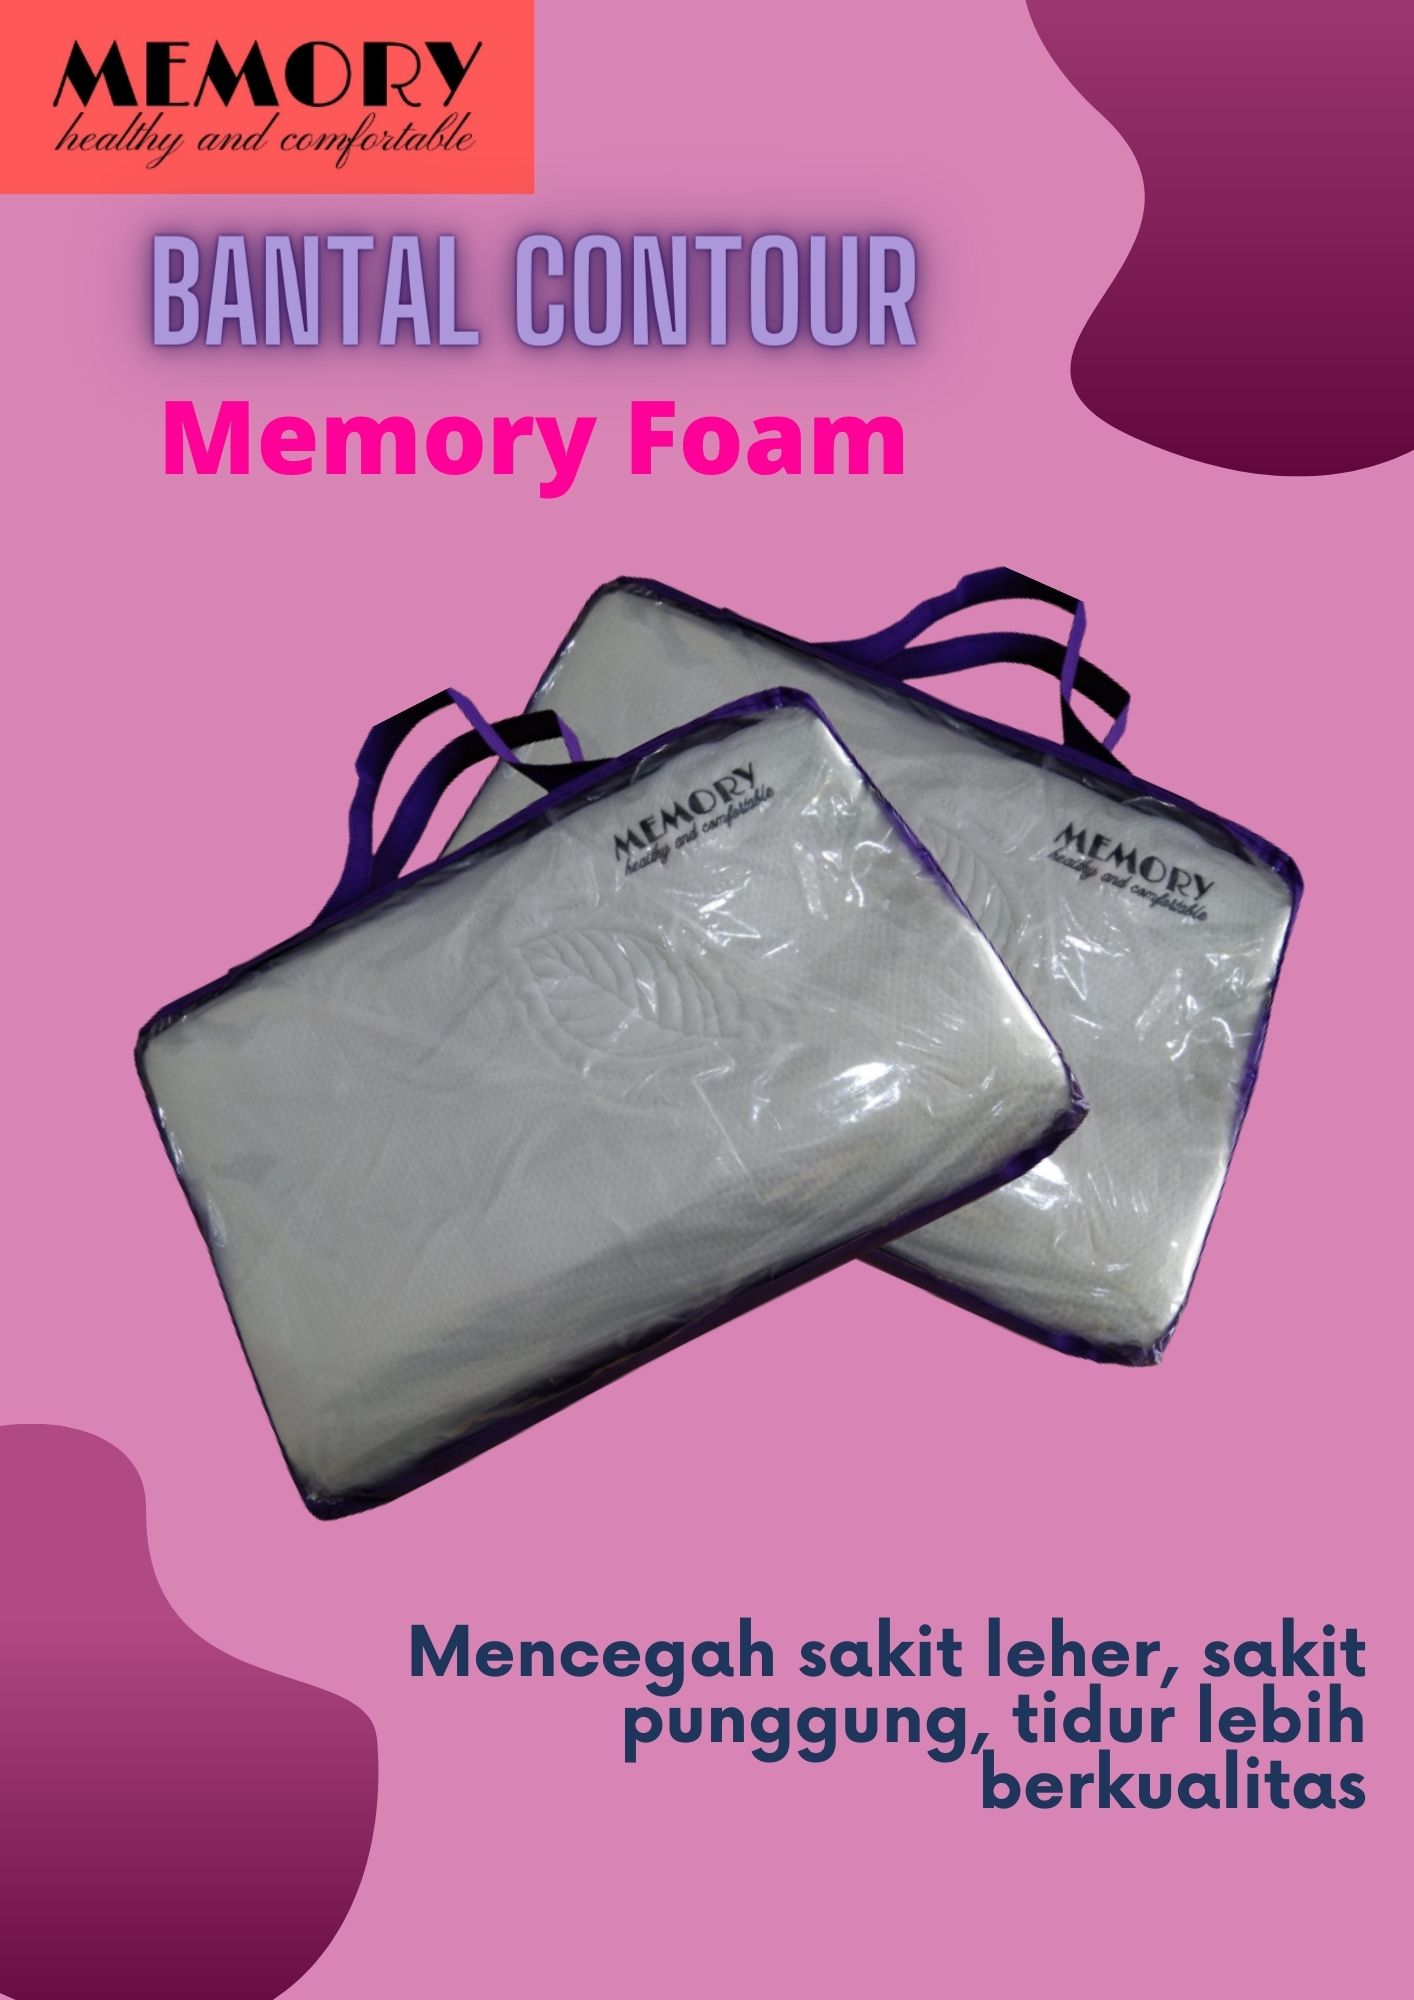 MEMORY
healthy and comfortable
BANTAL CONTOUR
Memory Foam
MEMORY
healthy and comfortable
MEMORY
healthy and comfortable
Mencegah sakit leher, sakit
punggung, tidur lebih
berkualitas